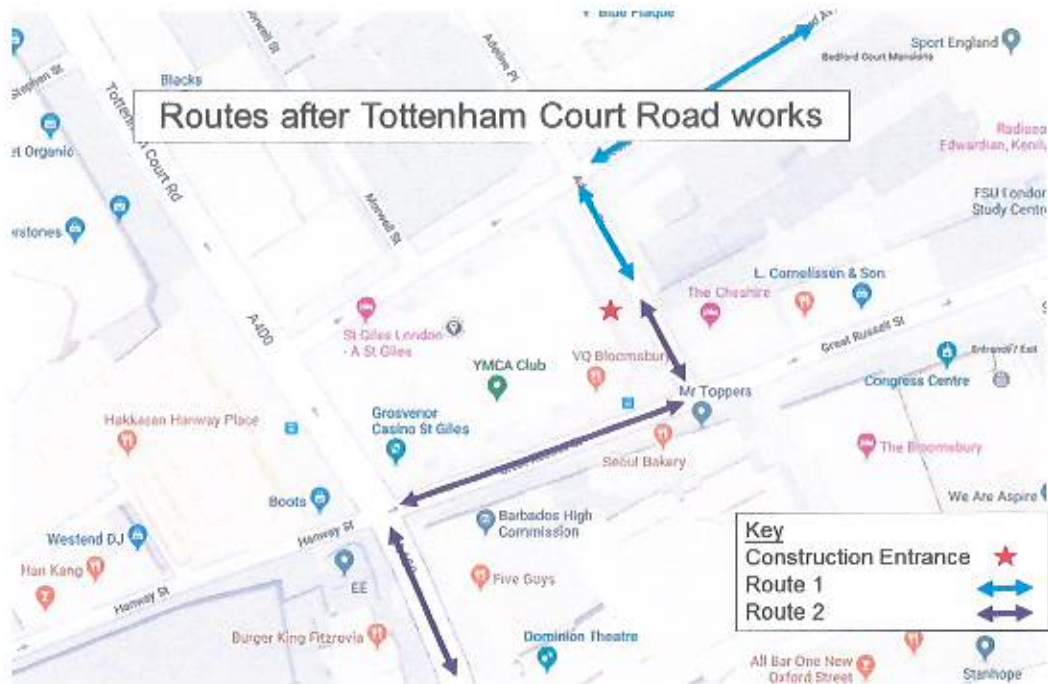 Blue Plaque
Sport England
Bedford Court Mansions
Adeline Pl
Stephen St
Blacks
Routes after Tottenham Court Road works
et Organic
Tottenham Court Rd
Morwell St
Edwardian, Kenilw
FSU London
Study Centre
erstones
L. Cornelissen & Son
The Cheshire
A400
St Giles London
- A St Giles
Great Russell St
VQ Bloomsbury
YMCA Club
Entrance / Exit
Congress Centre
Mr Toppers
Grosvenor
Casino St Giles
Hakkasan Hanway Place
Seoul Bakery
The Bloomsbury
Boots
We Are Aspire
Barbados High
Commission
Hanway St
Westend DJ
Han Kang
EE
Five Guys
Hanway St
Key
Construction Entrance
Route 1
Route 2
Burger King Fitzrovia
Dominion Theatre
All Bar One New
Oxford Street
Stanhope